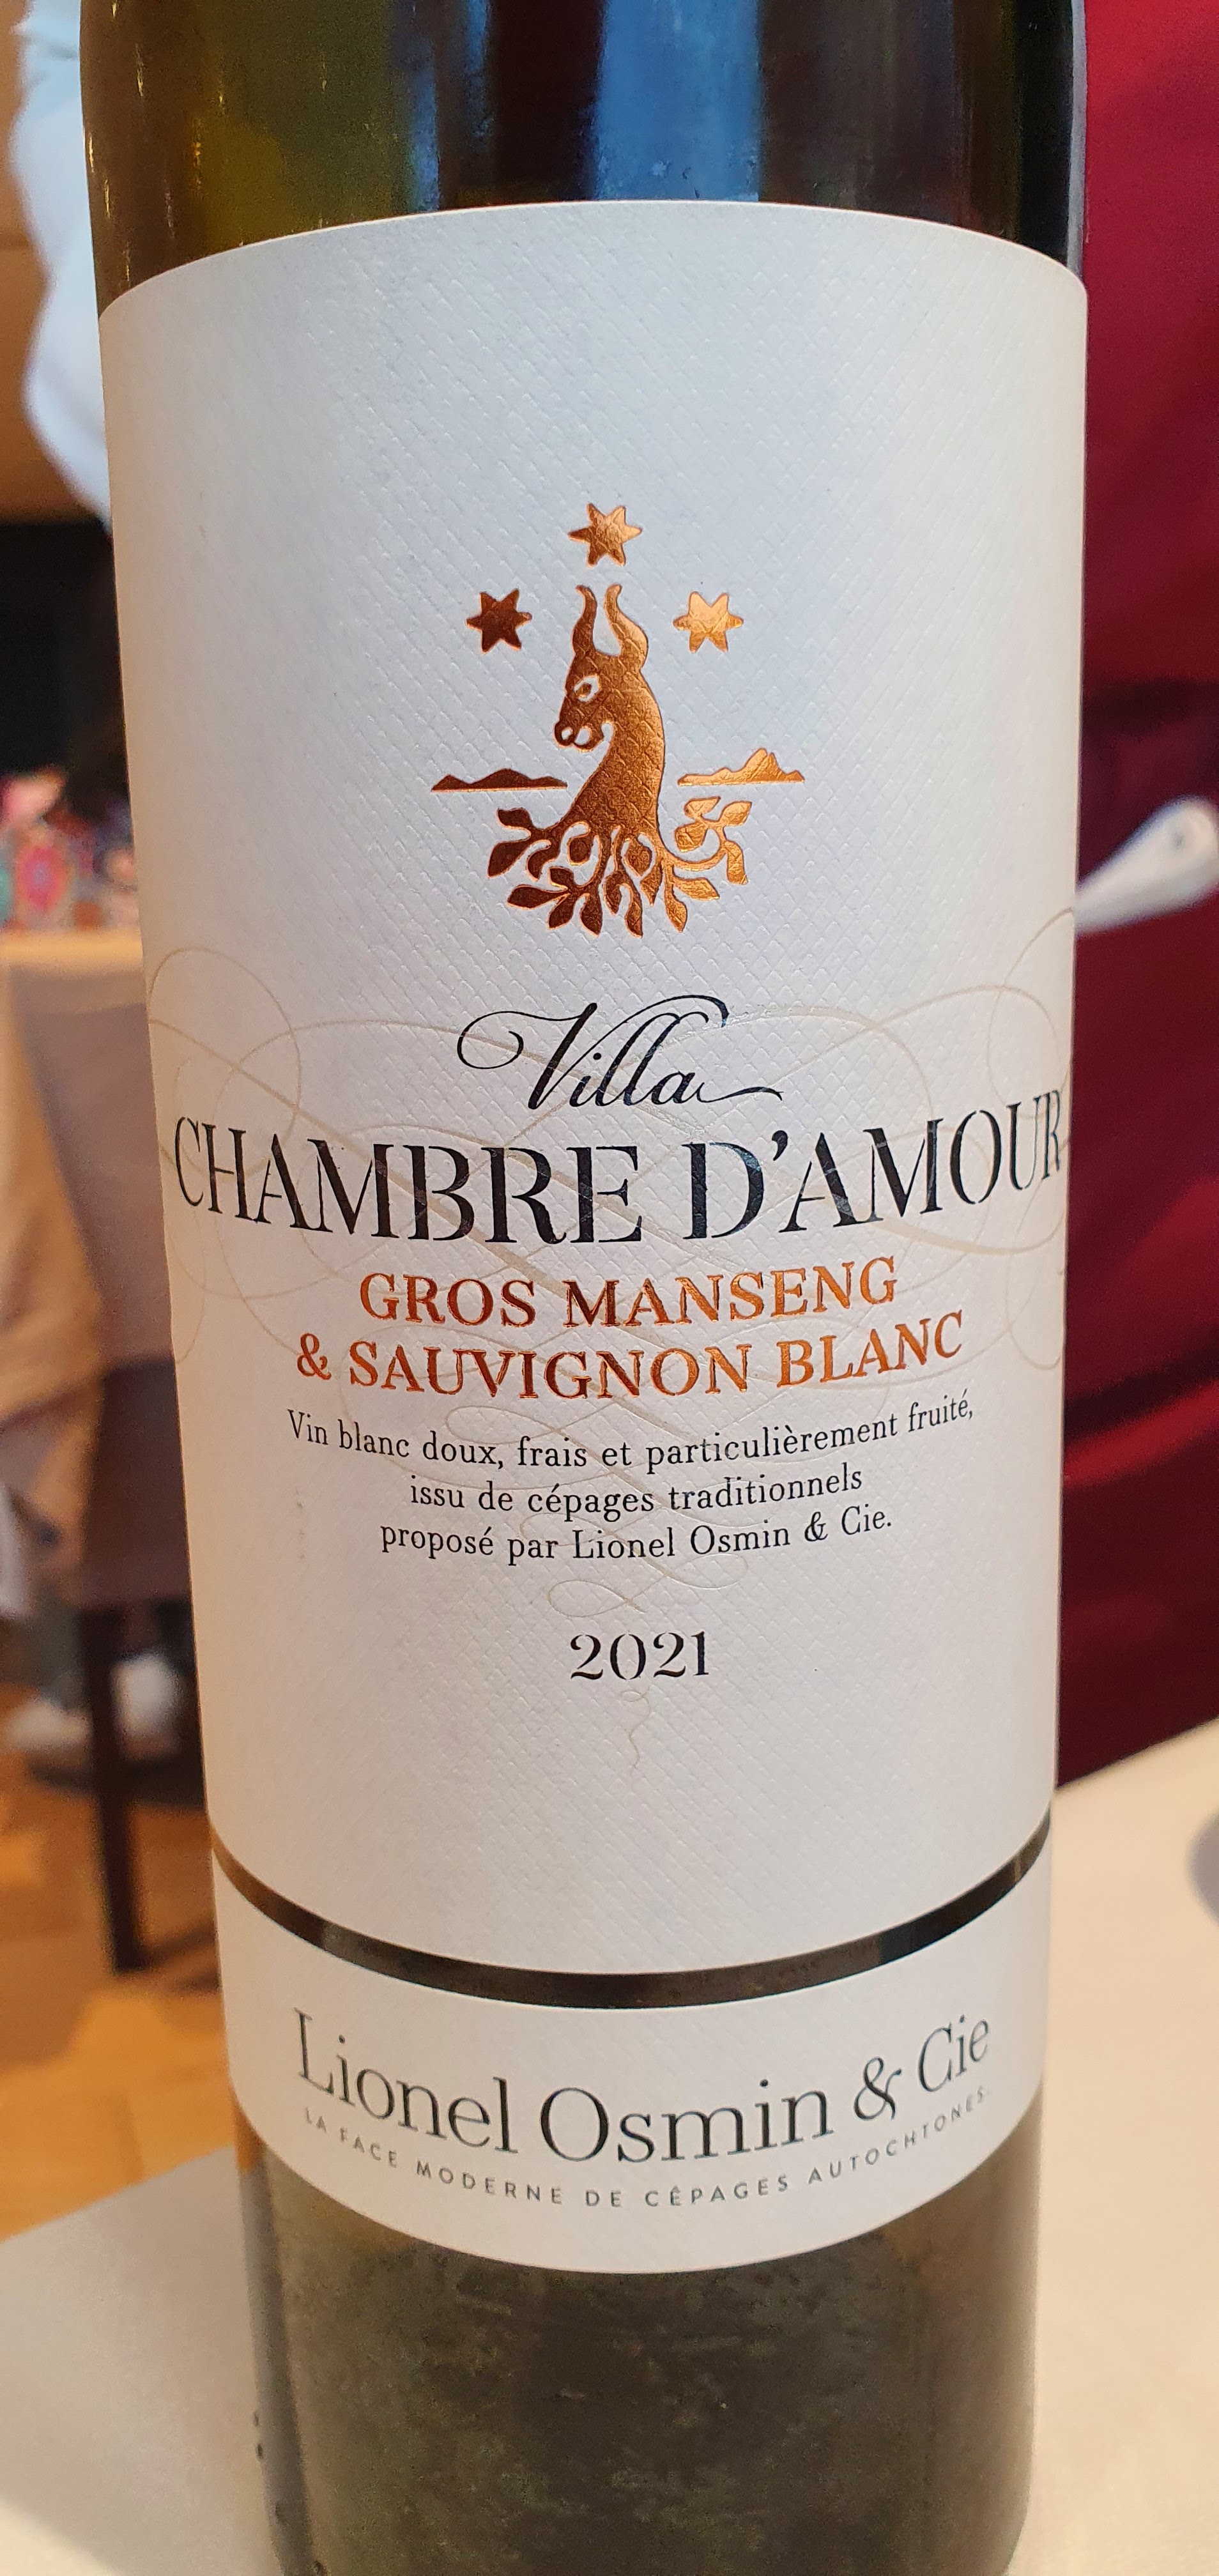 Villa
CHAMBRE D'AMOUR
GROS MANSENG
& SAUVIGNON BLANC
Vin blanc doux, frais et particulièrement fruité,
issu de cépages traditionnels
proposé par Lionel Osmin & Cie.
2021
Lionel Osmin & Cie
LA FACE MODERNE DE CÉPAGES AUTOCHTONES